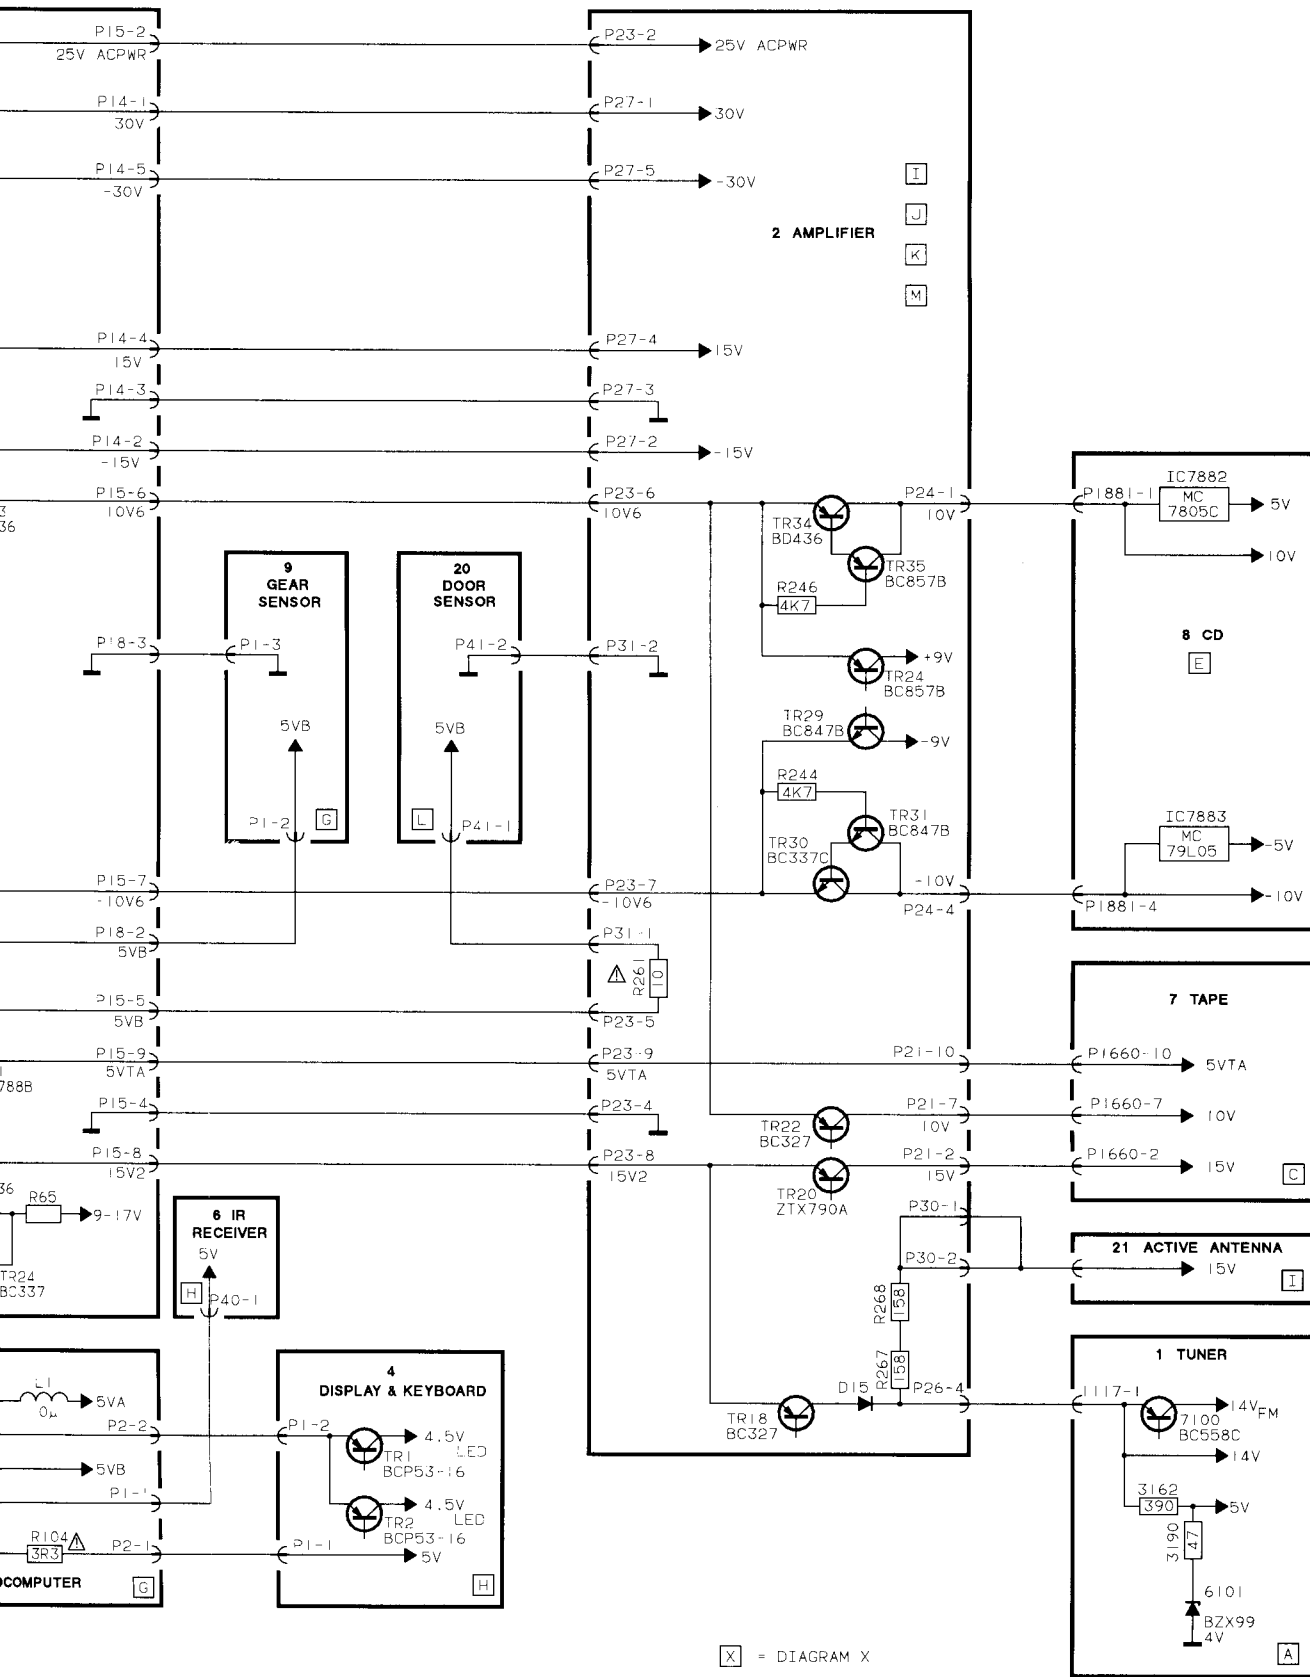 P15-2
25V ACPWR
P23-2
25V ACPWR
P14-1
30V
P27-1
30V
P14-5
-30V
P27-5
-30V
I
J
2 AMPLIFIER
K
M
P14-4
15V
P27-4
15V
P14-3
P27-3
P14-2
-15V
P27-2
-15V
P15-6
10V6
P23-6
10V6
3
36
TR34
BD436
P24-1
10V
P1881-1
IC7882
MC
7805C
5V
10V
TR35
BC857B
R246
4K7
9
GEAR
SENSOR
20
DOOR
SENSOR
8 CD
E
P18-3
P1-3
P41-2
P31-2
+9V
TR24
BC857B
TR29
BC847B
-9V
5VB
5VB
R244
4K7
P1-2
G
L
P41-1
TR31
BC847B
TR30
BC337C
IC7883
MC
79L05
-5V
P15-7
-10V6
P23-7
-10V6
-10V
P24-4
P1881-4
-10V
P18-2
5VB
P31-1
R261
10
P15-5
5VB
P23-5
7 TAPE
P15-9
5VTA
P23-9
5VTA
P21-10
P1660-10
5VTA
788B
P15-4
P23-4
TR22
BC327
P21-7
10V
P1660-7
10V
P15-8
15V2
P23-8
15V2
TR20
ZTX790A
P21-2
15V
P1660-2
15V
C
36
R65
9-17V
6 IR
RECEIVER
5V
P30-1
P30-2
21 ACTIVE ANTENNA
15V
I
TR24
BC337
H
P40-1
R268
158
R267
158
1 TUNER
4
DISPLAY & KEYBOARD
L1
0µ
5VA
D15
P26-4
1117-1
14V FM
7100
BC558C
TR18
BC327
P2-2
P1-2
4.5V
LED
TR1
BCP53-16
14V
5VB
P1-1
4.5V
LED
TR2
BCP53-16
3162
390
5V
3190
47
R104
3R3
P2-1
P1-1
5V
OCOMPUTER
G
H
6101
BZX99
4V
A
X = DIAGRAM X